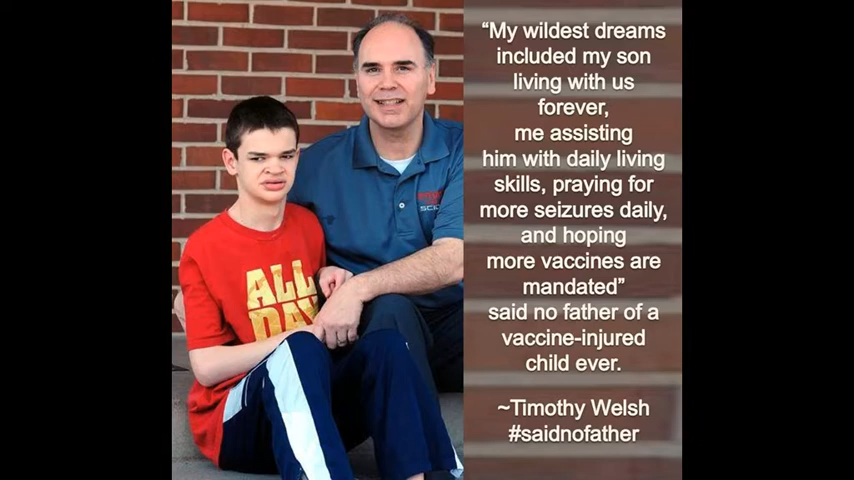 “My wildest dreams
included my son
living with us
forever,
me assisting
him with daily living
skills, praying for
more seizures daily,
and hoping
more vaccines are
mandated”
said no father of a
vaccine-injured
child ever.
~Timothy Welsh
#saidnofather
ALL
DAY